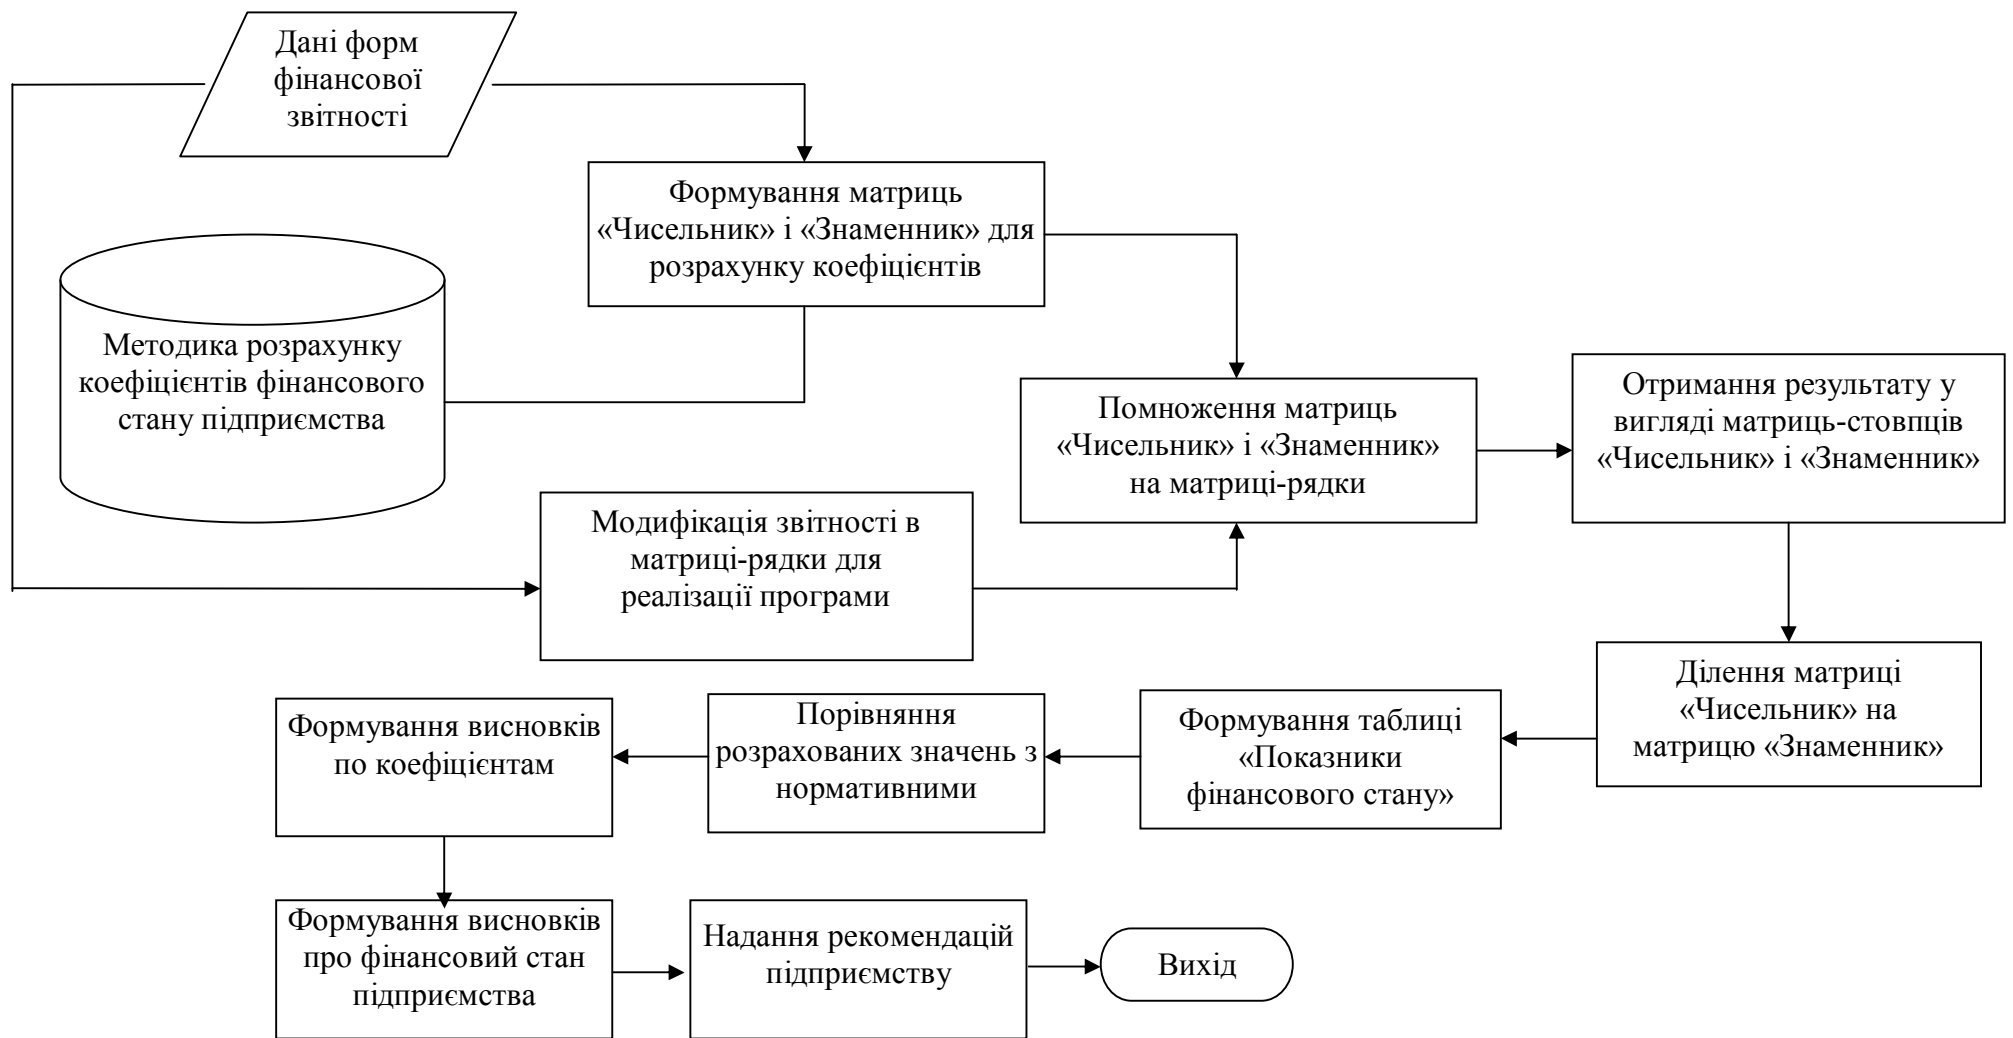 Дані форм
фінансової
звітності
Формування матриць
«Чисельник» і «Знаменник» для
розрахунку коефіцієнтів
Методика розрахунку
коефіцієнтів фінансового
стану підприємства
Помноження матриць
«Чисельник» і «Знаменник»
на матриці-рядки
Отримання результату у
вигляді матриць-стовпців
«Чисельник» і «Знаменник»
Модифікація звітності в
матриці-рядки для
реалізації програми
Ділення матриці
«Чисельник» на
матрицю «Знаменник»
Формування таблиці
«Показники
фінансового стану»
Порівняння
розрахованих значень з
нормативними
Формування висновків
по коефіцієнтам
Формування висновків
про фінансовий стан
підприємства
Надання рекомендацій
підприємству
Вихід